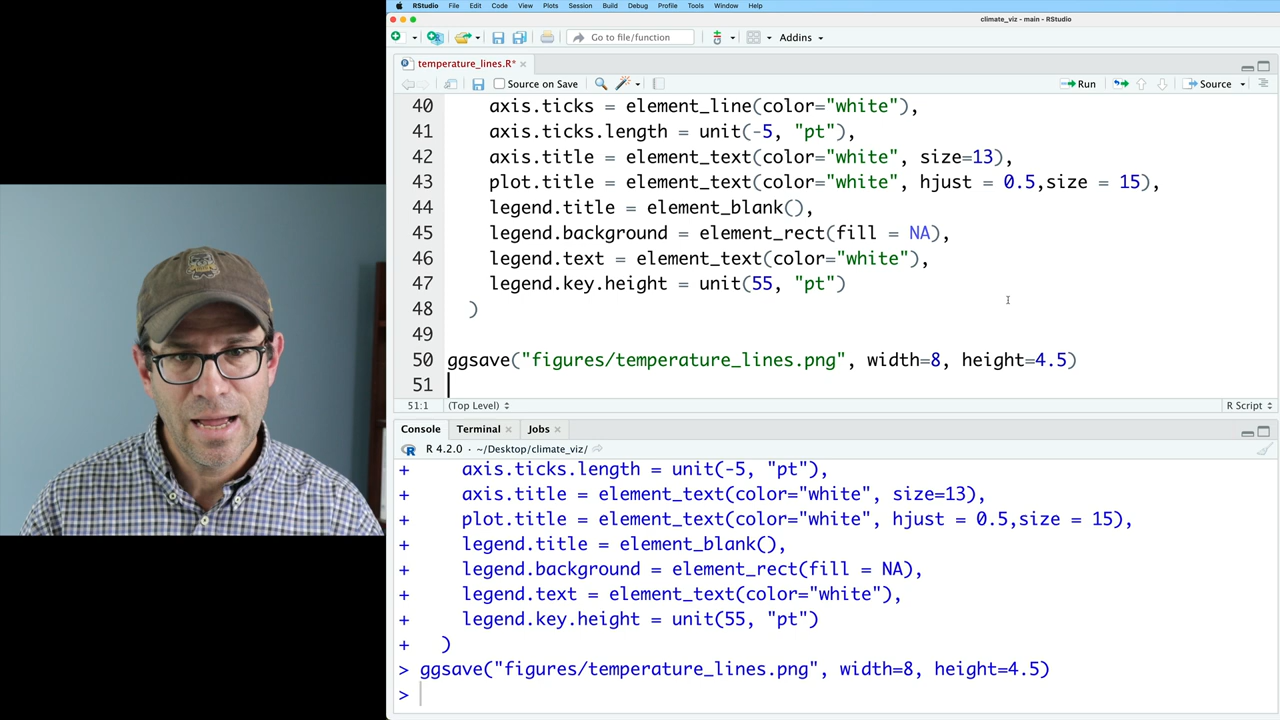 RStudio File Edit Code View Plots Session Build Debug Profile Tools Window Help
climate_viz - main - RStudio
Go to file/function Addins
temperature_lines.R*
Source on Save Run Source
40 axis.ticks = element_line(color="white"),
41 axis.ticks.length = unit(-5, "pt"),
42 axis.title = element_text(color="white", size=13),
43 plot.title = element_text(color="white", hjust = 0.5,size = 15),
44 legend.title = element_blank(),
45 legend.background = element_rect(fill = NA),
46 legend.text = element_text(color="white"),
47 legend.key.height = unit(55, "pt")
48 )
49
50 ggsave("figures/temperature_lines.png", width=8, height=4.5)
51
51:1 (Top Level) R Script
Console Terminal Jobs
R 4.2.0 · ~/Desktop/climate_viz/
+ axis.ticks.length = unit(-5, "pt"),
+ axis.title = element_text(color="white", size=13),
+ plot.title = element_text(color="white", hjust = 0.5,size = 15),
+ legend.title = element_blank(),
+ legend.background = element_rect(fill = NA),
+ legend.text = element_text(color="white"),
+ legend.key.height = unit(55, "pt")
+ )
> ggsave("figures/temperature_lines.png", width=8, height=4.5)
>